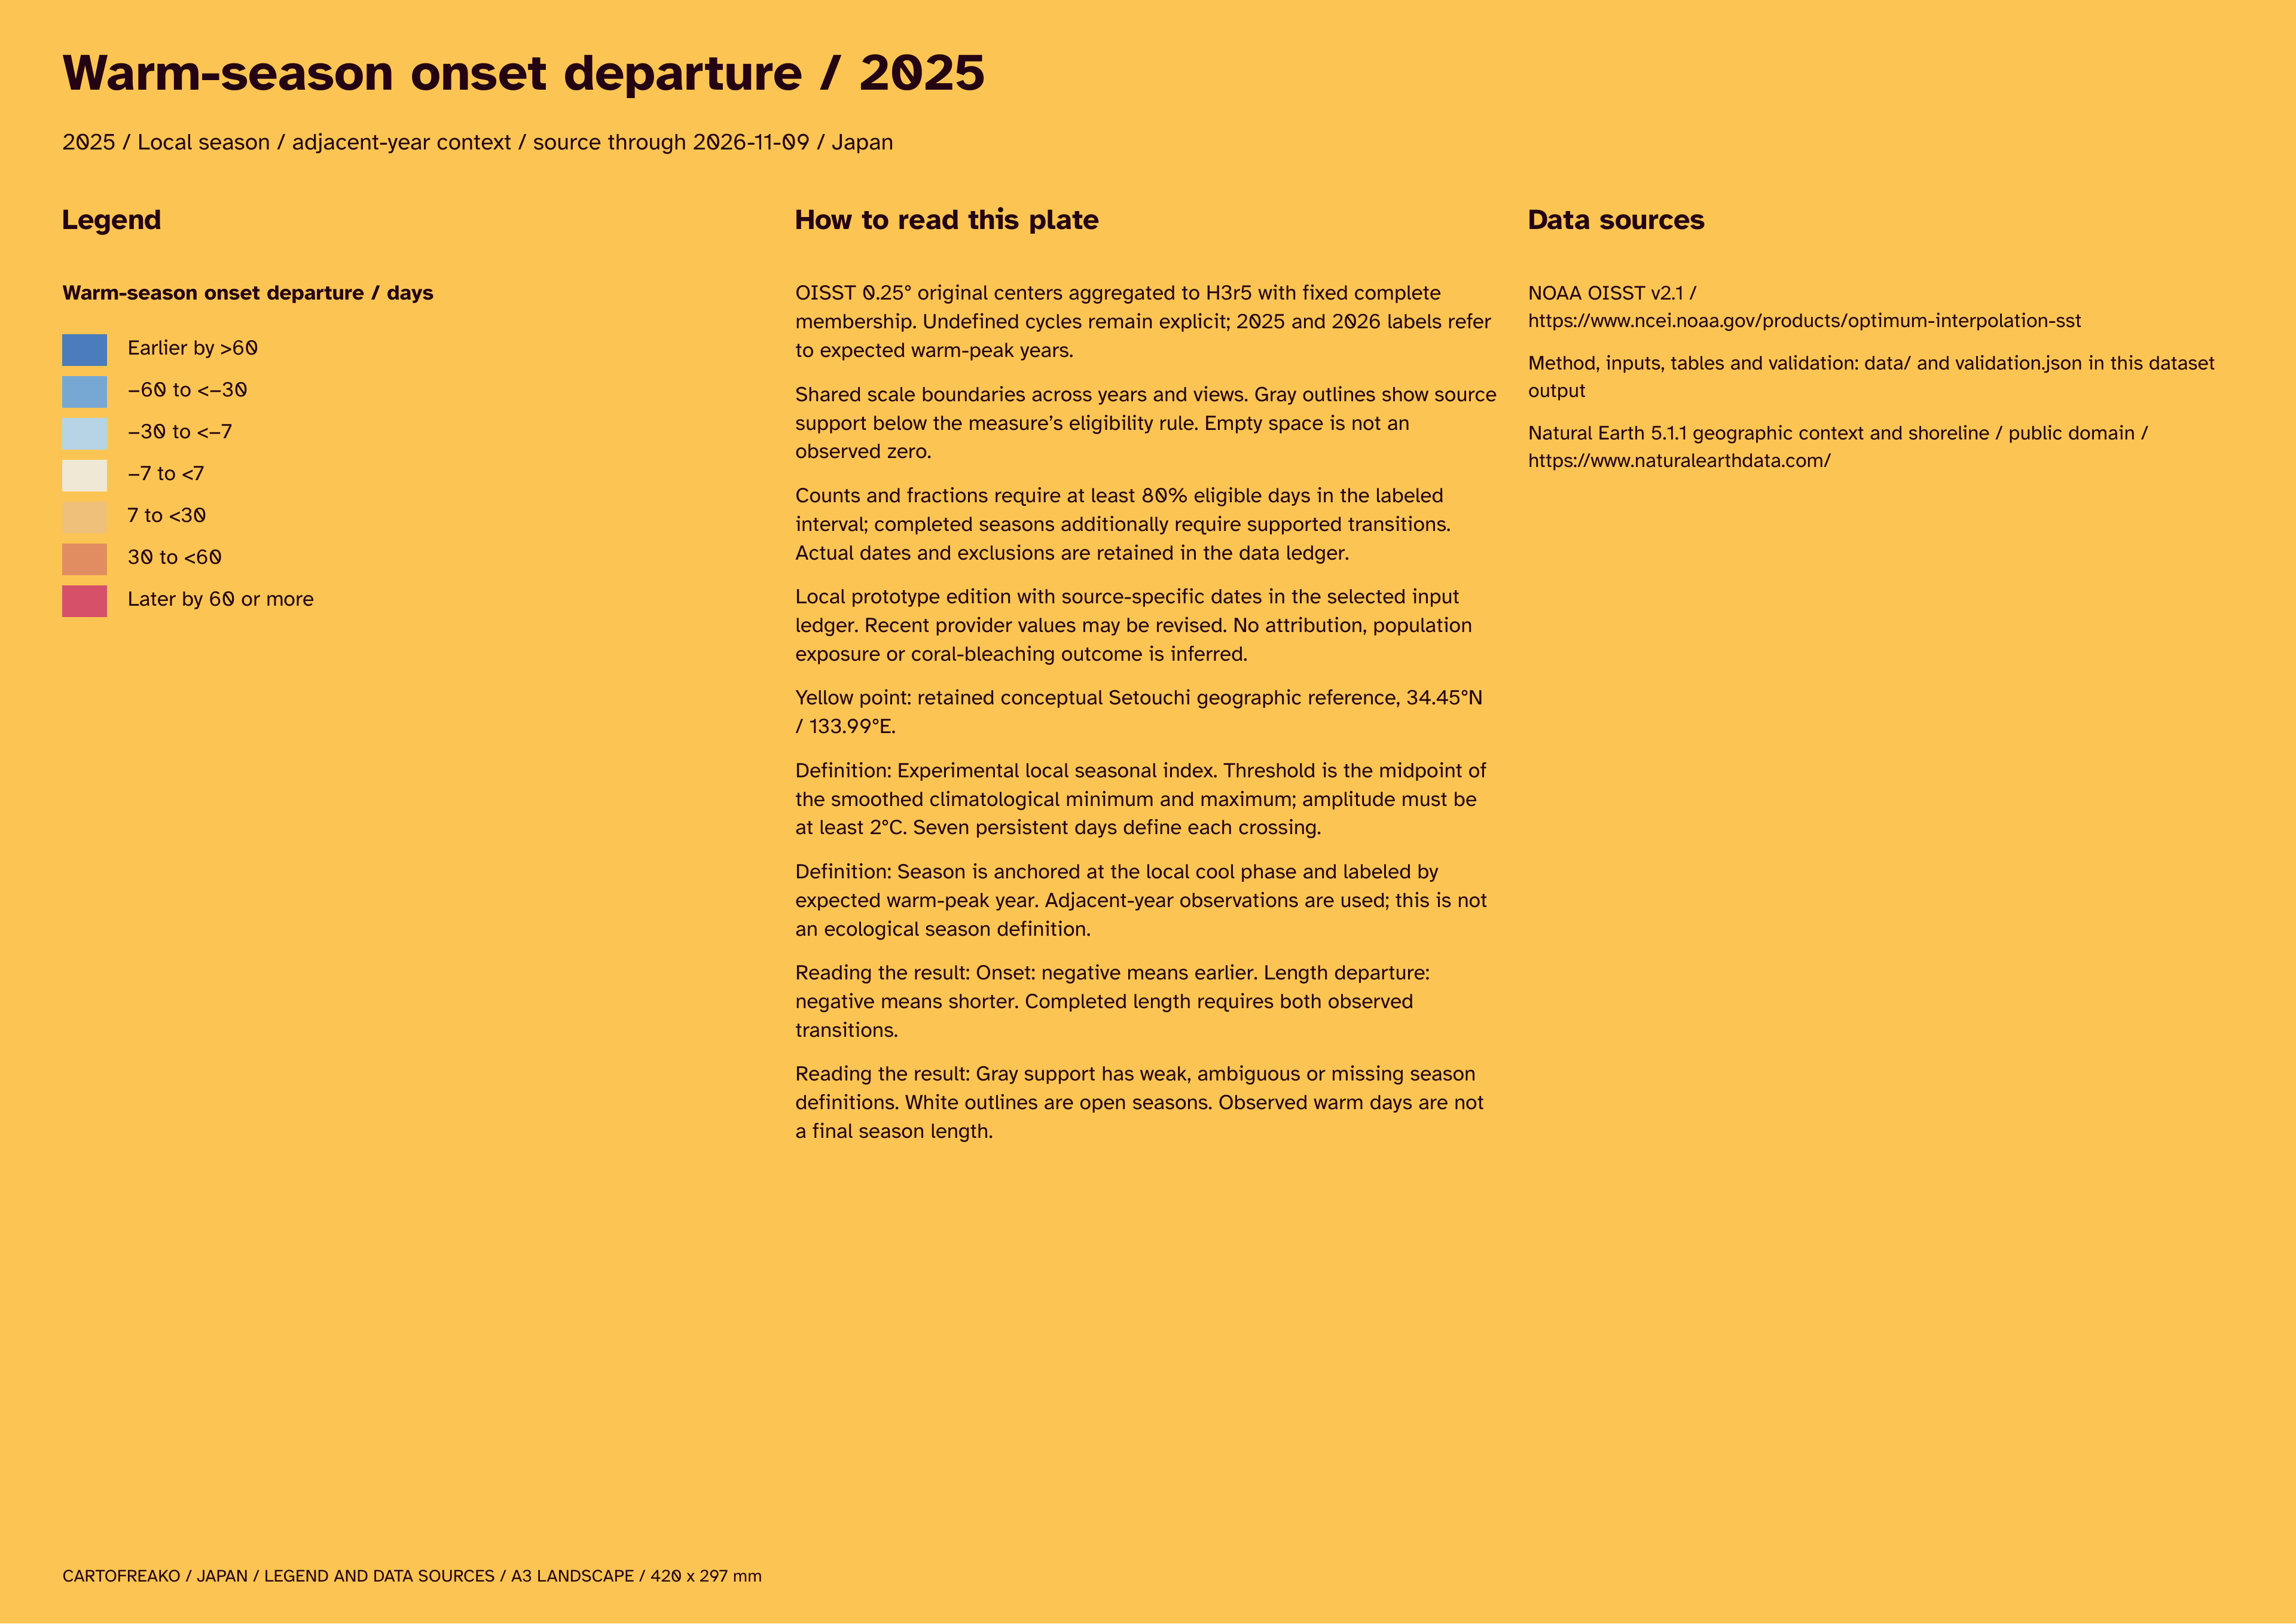 Warm-season onset departure / 2025
2025 / Local season / adjacent-year context / source through 2026-11-09 / Japan
Legend
Warm-season onset departure / days
Earlier by >60
−60 to <−30
−30 to <−7
−7 to <7
7 to <30
30 to <60
Later by 60 or more
How to read this plate
OISST 0.25° original centers aggregated to H3r5 with fixed complete
membership. Undefined cycles remain explicit; 2025 and 2026 labels refer
to expected warm-peak years.
Shared scale boundaries across years and views. Gray outlines show source
support below the measure’s eligibility rule. Empty space is not an
observed zero.
Counts and fractions require at least 80% eligible days in the labeled
interval; completed seasons additionally require supported transitions.
Actual dates and exclusions are retained in the data ledger.
Local prototype edition with source-specific dates in the selected input
ledger. Recent provider values may be revised. No attribution, population
exposure or coral-bleaching outcome is inferred.
Yellow point: retained conceptual Setouchi geographic reference, 34.45°N
/ 133.99°E.
Definition: Experimental local seasonal index. Threshold is the midpoint of
the smoothed climatological minimum and maximum; amplitude must be
at least 2°C. Seven persistent days define each crossing.
Definition: Season is anchored at the local cool phase and labeled by
expected warm-peak year. Adjacent-year observations are used; this is not
an ecological season definition.
Reading the result: Onset: negative means earlier. Length departure:
negative means shorter. Completed length requires both observed
transitions.
Reading the result: Gray support has weak, ambiguous or missing season
definitions. White outlines are open seasons. Observed warm days are not
a final season length.
Data sources
NOAA OISST v2.1 /
https://www.ncei.noaa.gov/products/optimum-interpolation-sst
Method, inputs, tables and validation: data/ and validation.json in this dataset
output
Natural Earth 5.1.1 geographic context and shoreline / public domain /
https://www.naturalearthdata.com/
CARTOFREAKO / JAPAN / LEGEND AND DATA SOURCES / A3 LANDSCAPE / 420 x 297 mm